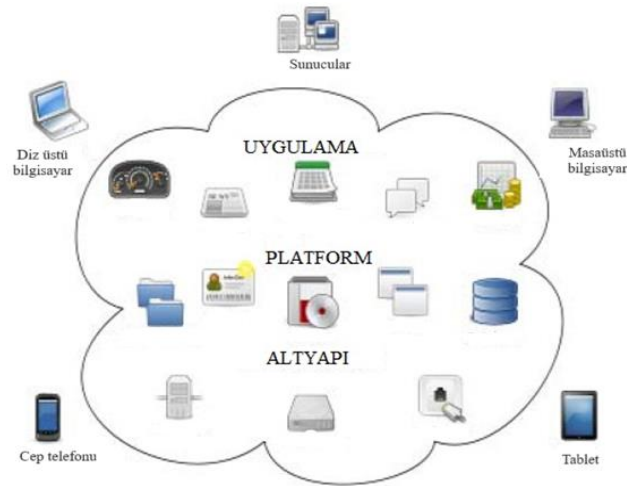 Sunucular
Diz üstü
bilgisayar
Masaüstü
bilgisayar
UYGULAMA
PLATFORM
ALTYAPI
Cep telefonu
Tablet